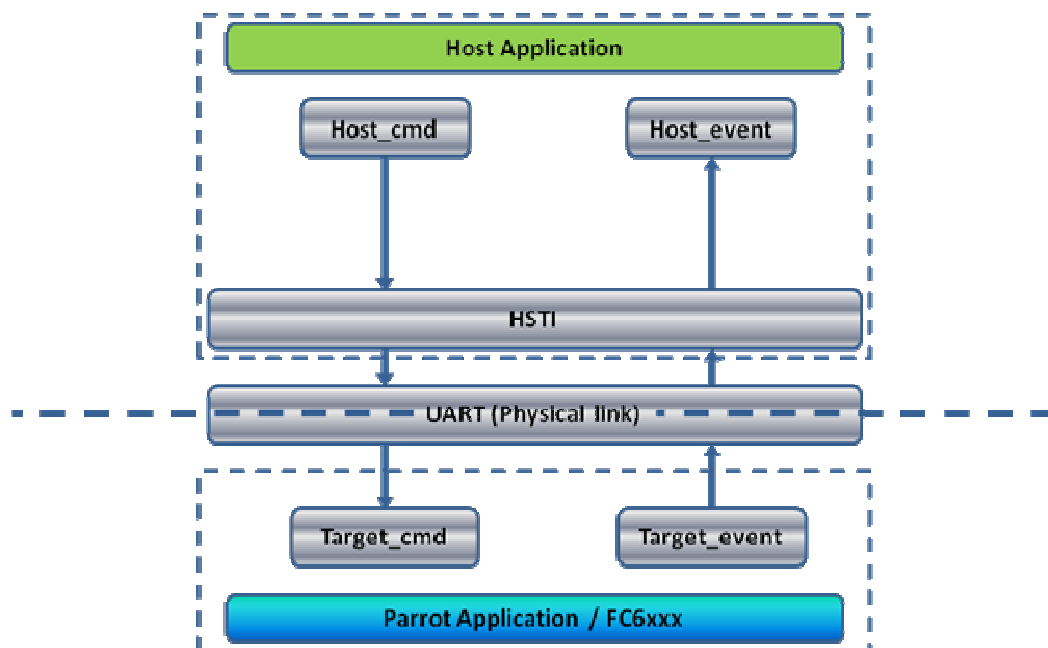 Host Application
Host_cmd
Host_event
HSTI
UART (Physical link)
Target_cmd
Target_event
Parrot Application / FC6xxx